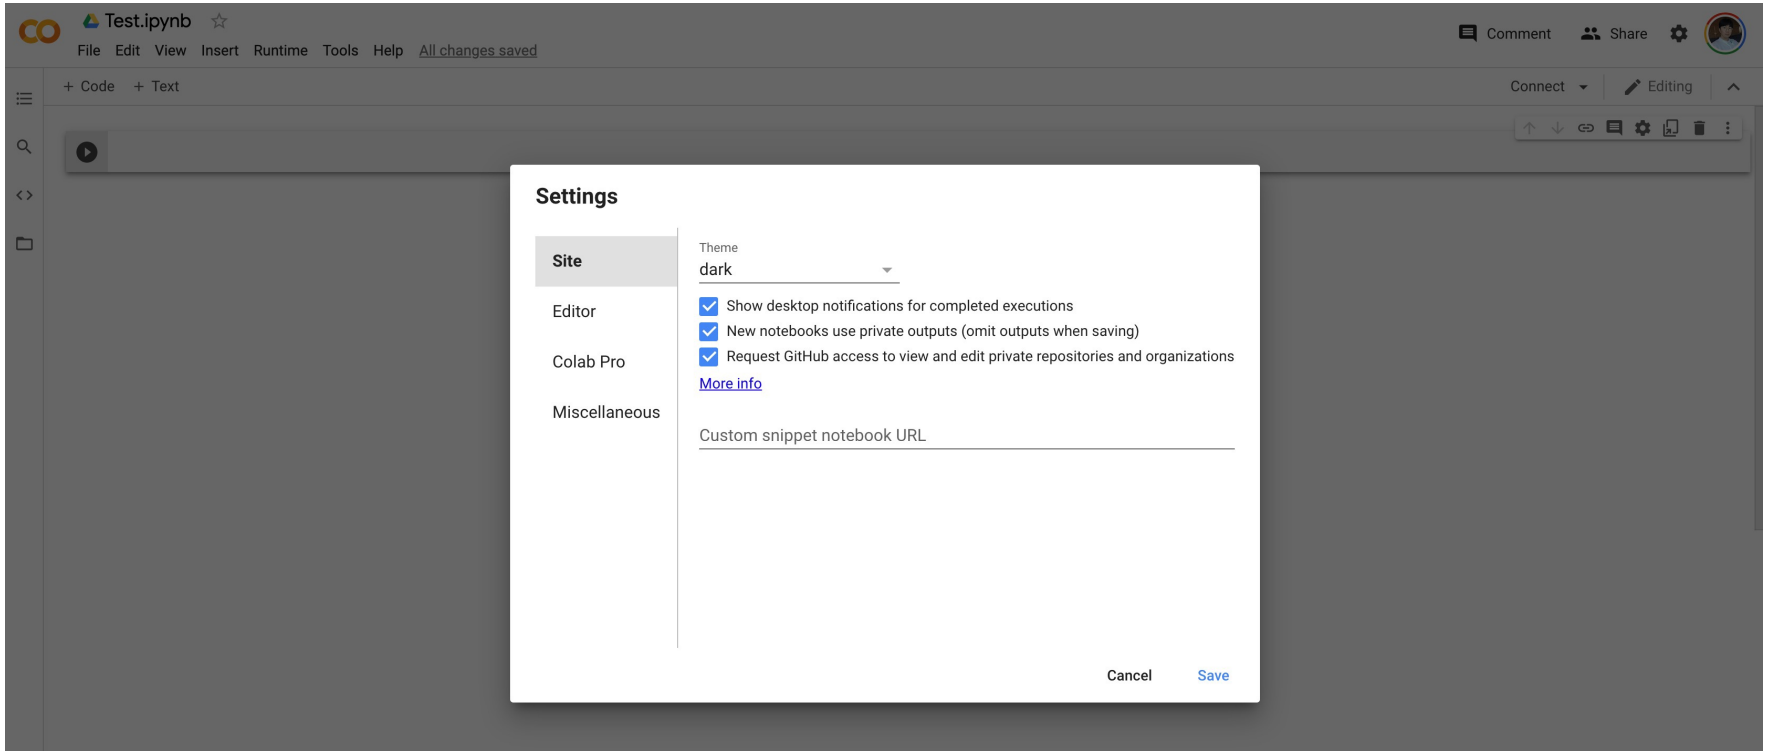 Test.ipynb
File Edit View Insert Runtime Tools Help All changes saved
Comment Share
+ Code + Text
Connect Editing
Settings
Site
Editor
Colab Pro
Miscellaneous
Theme
dark
Show desktop notifications for completed executions
New notebooks use private outputs (omit outputs when saving)
Request GitHub access to view and edit private repositories and organizations
More info
Custom snippet notebook URL
Cancel Save